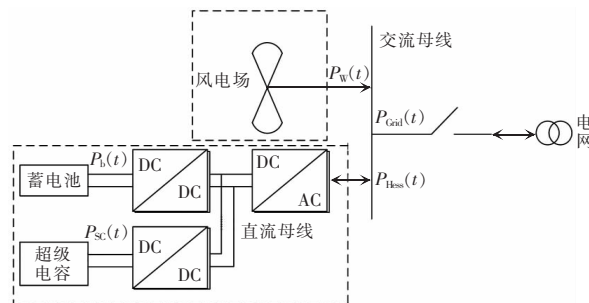 交流母线
风电场
P_W(t)
P_Grid(t)
电网
P_b(t)
DC
DC
DC
AC
蓄电池
P_Hess(t)
直流母线
P_SC(t)
DC
DC
超级
电容